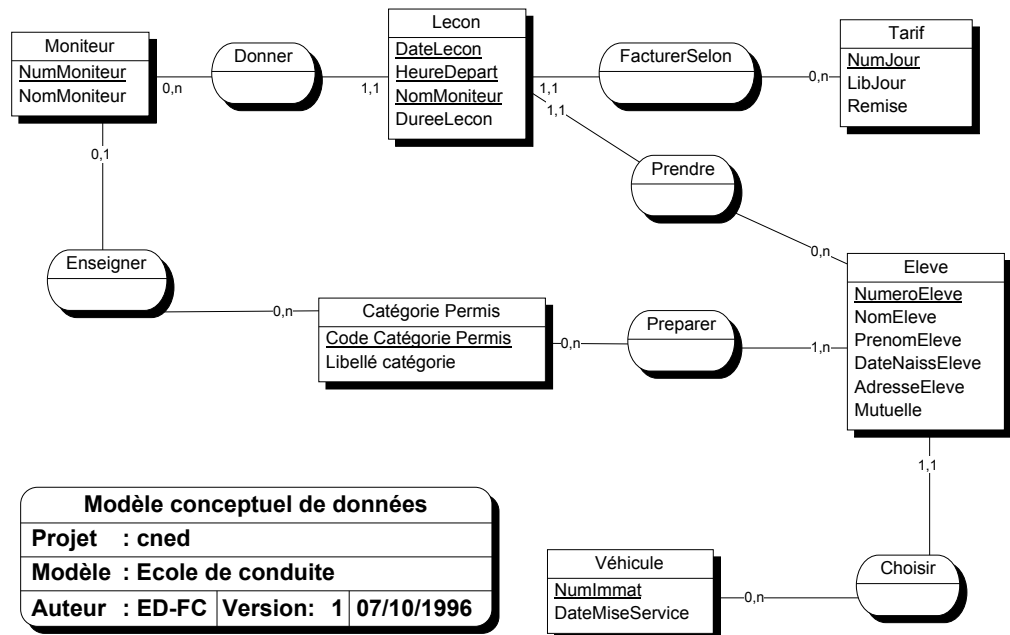 Moniteur
NumMoniteur
NomMoniteur
0,n
Donner
1,1
Lecon
DateLecon
HeureDepart
NomMoniteur
DureeLecon
1,1
1,1
FacturerSelon
0,n
Tarif
NumJour
LibJour
Remise
Prendre
0,n
0,1
Enseigner
0,n
Catégorie Permis
Code Catégorie Permis
Libellé catégorie
0,n
Preparer
1,n
Eleve
NumeroEleve
NomEleve
PrenomEleve
DateNaissEleve
AdresseEleve
Mutuelle
1,1
Choisir
0,n
Véhicule
NumImmat
DateMiseService
Modèle conceptuel de données
Projet : cned
Modèle : Ecole de conduite
Auteur : ED-FC Version: 1 07/10/1996